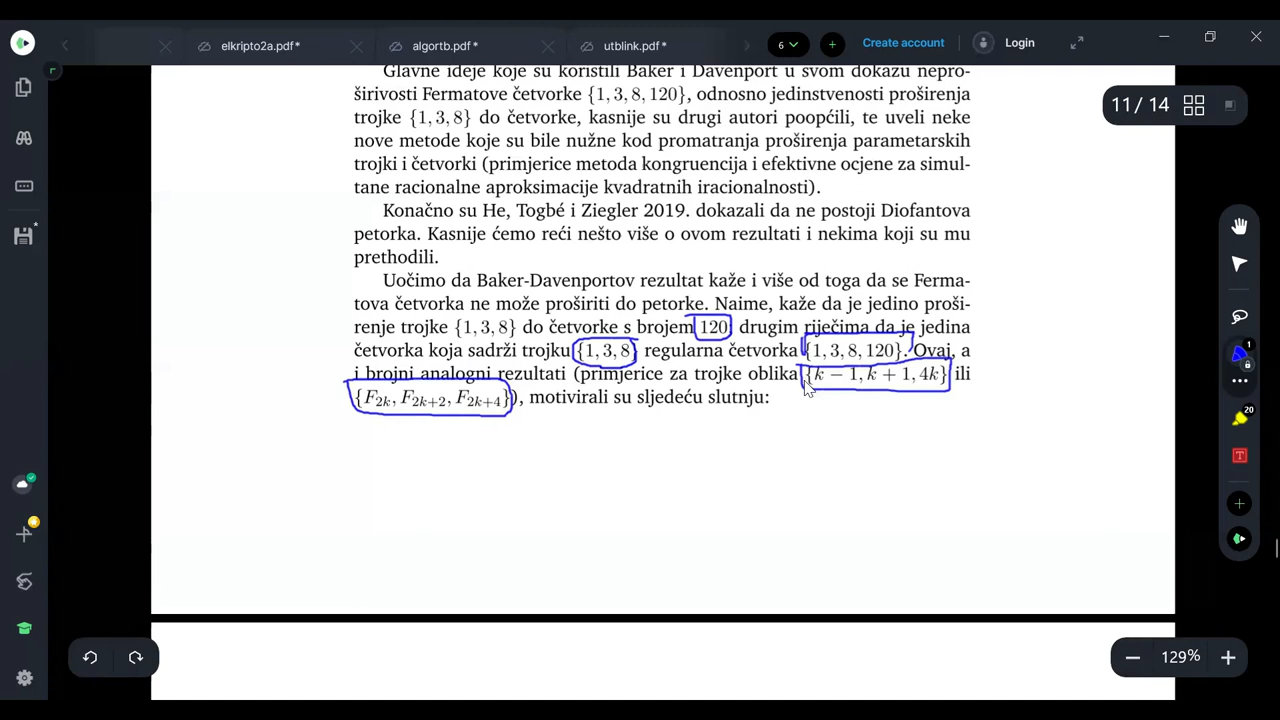 elkripto2a.pdf*
algortb.pdf*
utblink.pdf*
6
Create account
Login
11 / 14
Glavne ideje koje su koristili Baker i Davenport u svom dokazu nepro-
širivosti Fermatove četvorke {1, 3, 8, 120}, odnosno jedinstvenosti proširenja
trojke {1, 3, 8} do četvorke, kasnije su drugi autori poopćili, te uveli neke
nove metode koje su bile nužne kod promatranja proširenja parametarskih
trojki i četvorki (primjerice metoda kongruencija i efektivne ocjene za simul-
tane racionalne aproksimacije kvadratnih iracionalnosti).
Konačno su He, Togbé i Ziegler 2019. dokazali da ne postoji Diofantova
petorka. Kasnije ćemo reći nešto više o ovom rezultati i nekima koji su mu
prethodili.
Uočimo da Baker-Davenportov rezultat kaže i više od toga da se Ferma-
tova četvorka ne može proširiti do petorke. Naime, kaže da je jedino proši-
renje trojke {1, 3, 8} do četvorke s brojem 120 drugim riječima da je jedina
četvorka koja sadrži trojku {1, 3, 8} regularna četvorka {1, 3, 8, 120}. Ovaj, a
i brojni analogni rezultati (primjerice za trojke oblika {k − 1, k + 1, 4k} ili
{F2k, F2k+2, F2k+4}), motivirali su sljedeću slutnju:
1
20
T
129%